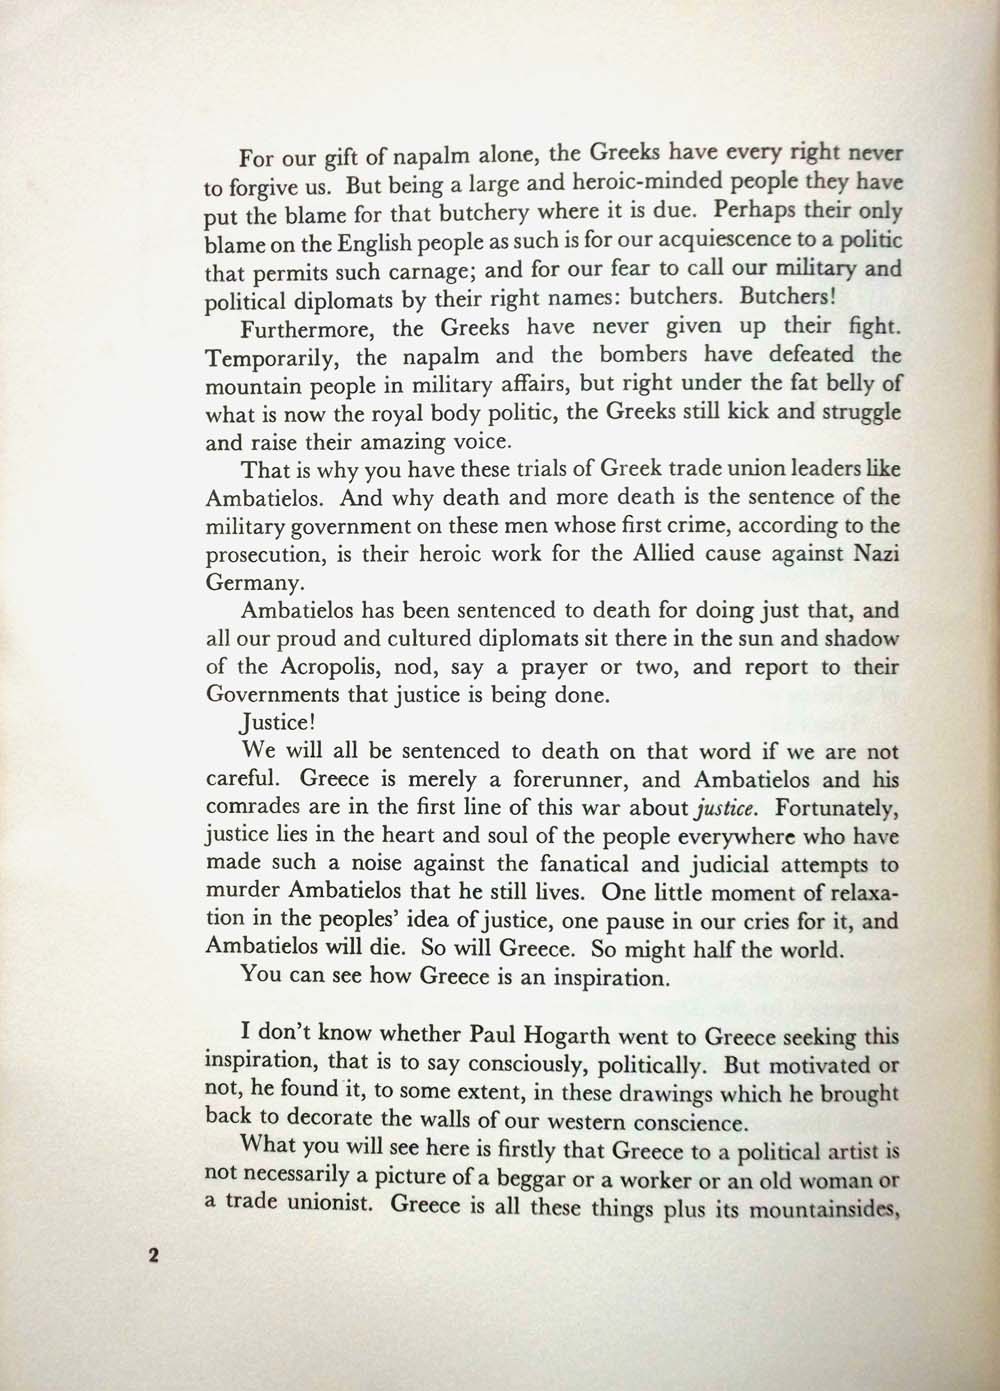 For our gift of napalm alone, the Greeks have every right never
to forgive us. But being a large and heroic-minded people they have
put the blame for that butchery where it is due. Perhaps their only
blame on the English people as such is for our acquiescence to a politic
that permits such carnage; and for our fear to call our military and
political diplomats by their right names: butchers. Butchers!
Furthermore, the Greeks have never given up their fight.
Temporarily, the napalm and the bombers have defeated the
mountain people in military affairs, but right under the fat belly of
what is now the royal body politic, the Greeks still kick and struggle
and raise their amazing voice.
That is why you have these trials of Greek trade union leaders like
Ambatielos. And why death and more death is the sentence of the
military government on these men whose first crime, according to the
prosecution, is their heroic work for the Allied cause against Nazi
Germany.
Ambatielos has been sentenced to death for doing just that, and
all our proud and cultured diplomats sit there in the sun and shadow
of the Acropolis, nod, say a prayer or two, and report to their
Governments that justice is being done.
Justice!
We will all be sentenced to death on that word if we are not
careful. Greece is merely a forerunner, and Ambatielos and his
comrades are in the first line of this war about justice. Fortunately,
justice lies in the heart and soul of the people everywhere who have
made such a noise against the fanatical and judicial attempts to
murder Ambatielos that he still lives. One little moment of relaxa-
tion in the peoples' idea of justice, one pause in our cries for it, and
Ambatielos will die. So will Greece. So might half the world.
You can see how Greece is an inspiration.
I don't know whether Paul Hogarth went to Greece seeking this
inspiration, that is to say consciously, politically. But motivated or
not, he found it, to some extent, in these drawings which he brought
back to decorate the walls of our western conscience.
What you will see here is firstly that Greece to a political artist is
not necessarily a picture of a beggar or a worker or an old woman or
a trade unionist. Greece is all these things plus its mountainsides,
2